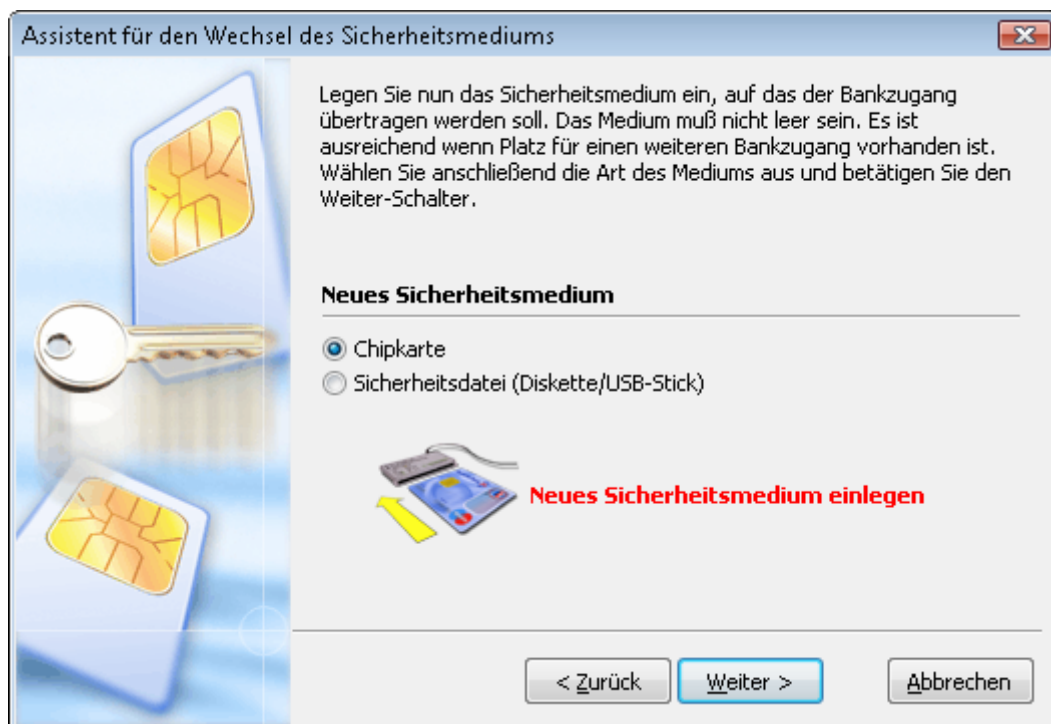 Assistent für den Wechsel des Sicherheitsmediums
Legen Sie nun das Sicherheitsmedium ein, auf das der Bankzugang
übertragen werden soll. Das Medium muß nicht leer sein. Es ist
ausreichend wenn Platz für einen weiteren Bankzugang vorhanden ist.
Wählen Sie anschließend die Art des Mediums aus und betätigen Sie den
Weiter-Schalter.
Neues Sicherheitsmedium
Chipkarte
Sicherheitsdatei (Diskette/USB-Stick)
Neues Sicherheitsmedium einlegen
< Zurück
Weiter >
Abbrechen